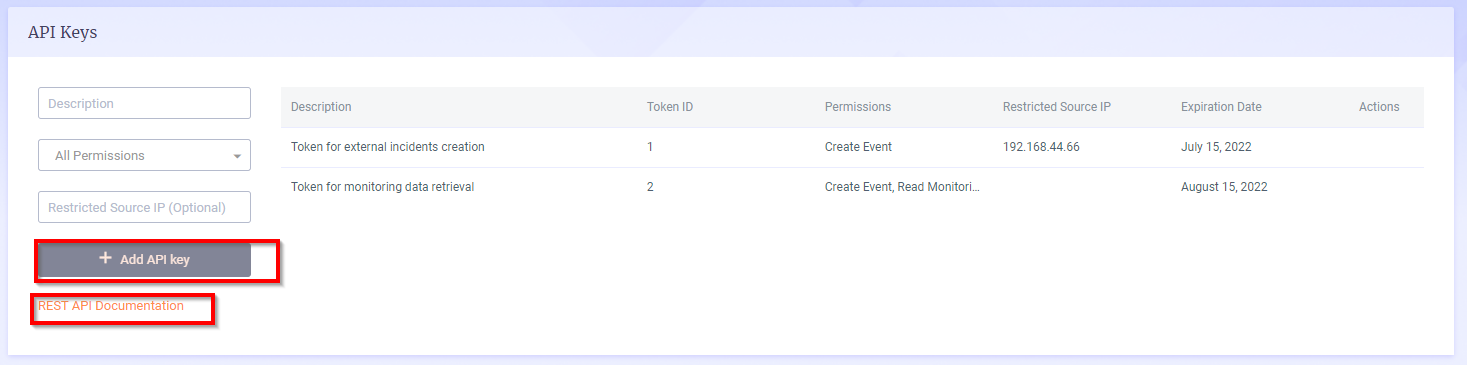 API Keys
Description
All Permissions
Restricted Source IP (Optional)
+ Add API key
REST API Documentation
Description Token ID Permissions Restricted Source IP Expiration Date Actions
Token for external incidents creation 1 Create Event 192.168.44.66 July 15, 2022
Token for monitoring data retrieval 2 Create Event, Read Monitori... August 15, 2022